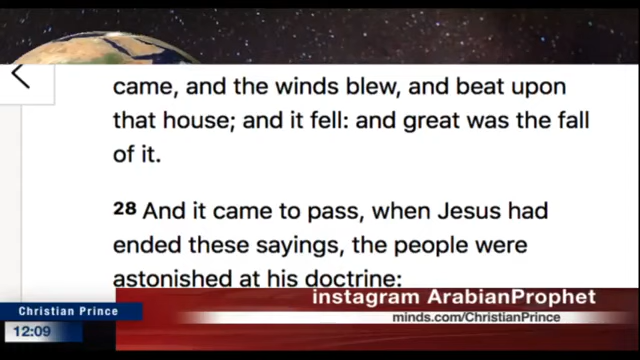 came, and the winds blew, and beat upon
that house; and it fell: and great was the fall
of it.
28 And it came to pass, when Jesus had
ended these sayings, the people were
astonished at his doctrine:
instagram ArabianProphet
Christian Prince
minds.com/ChristianPrince
12:09